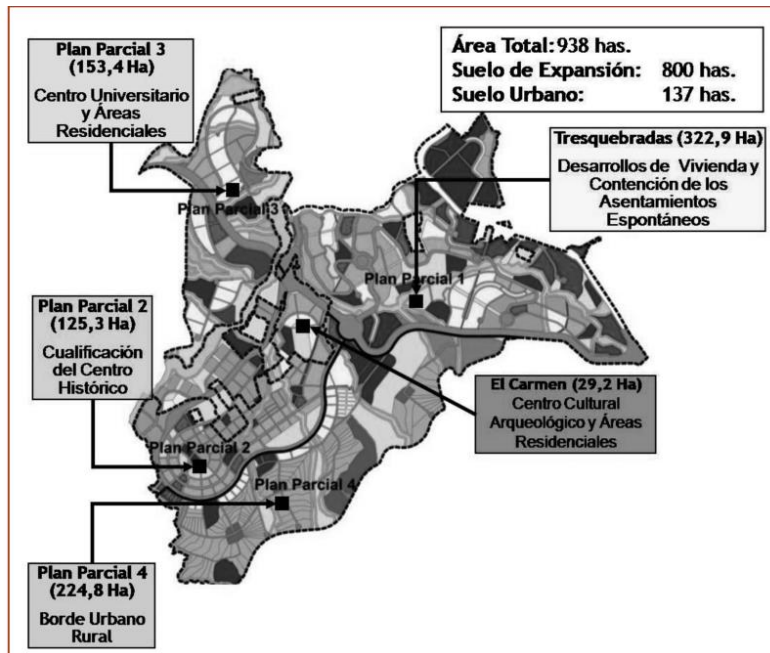 Plan Parcial 3
(153,4 Ha)
Centro Universitario
y Áreas
Residenciales
Área Total: 938 has.
Suelo de Expansión: 800 has.
Suelo Urbano: 137 has.
Tresquebradas (322,9 Ha)
Desarrollos de Vivienda y
Contención de los
Asentamientos
Espontáneos
Plan Parcial 3
Plan Parcial 1
Plan Parcial 2
(125,3 Ha)
Cualificación
del Centro
Histórico
El Carmen (29,2 Ha)
Centro Cultural
Arqueológico y Áreas
Residenciales
Plan Parcial 2
Plan Parcial 4
Plan Parcial 4
(224,8 Ha)
Borde Urbano
Rural